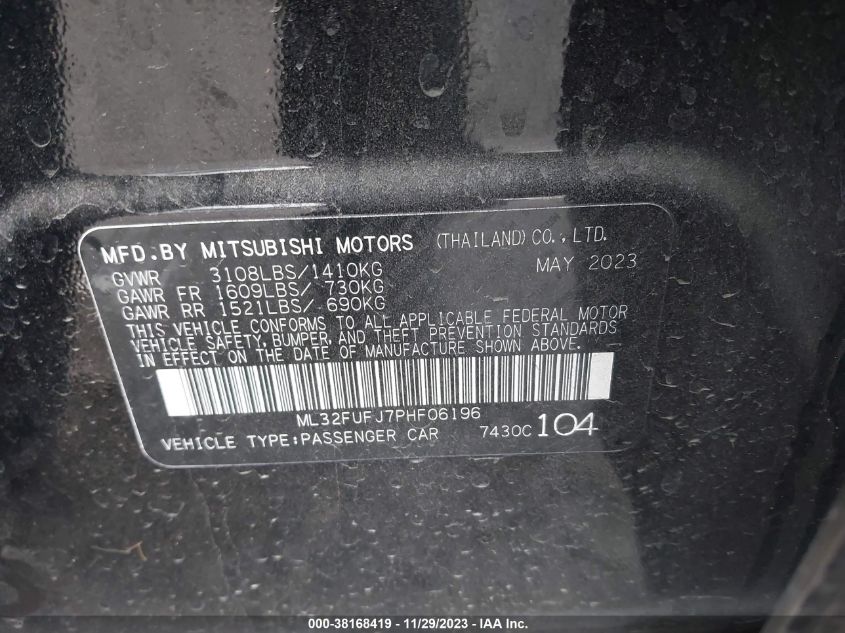 MFD.BY MITSUBISHI MOTORS (THAILAND) CO., LTD.
GVWR 3108LBS/1410KG MAY 2023
GAWR FR 1609LBS/ 730KG
GAWR RR 1521LBS/ 690KG
THIS VEHICLE CONFORMS TO ALL APPLICABLE FEDERAL MOTOR
VEHICLE SAFETY, BUMPER, AND THEFT PREVENTION STANDARDS
IN EFFECT ON THE DATE OF MANUFACTURE SHOWN ABOVE.
ML32FUFJ7PHF06196
VEHICLE TYPE:PASSENGER CAR 7430C 104
000-38168419 - 11/29/2023 - IAA Inc.